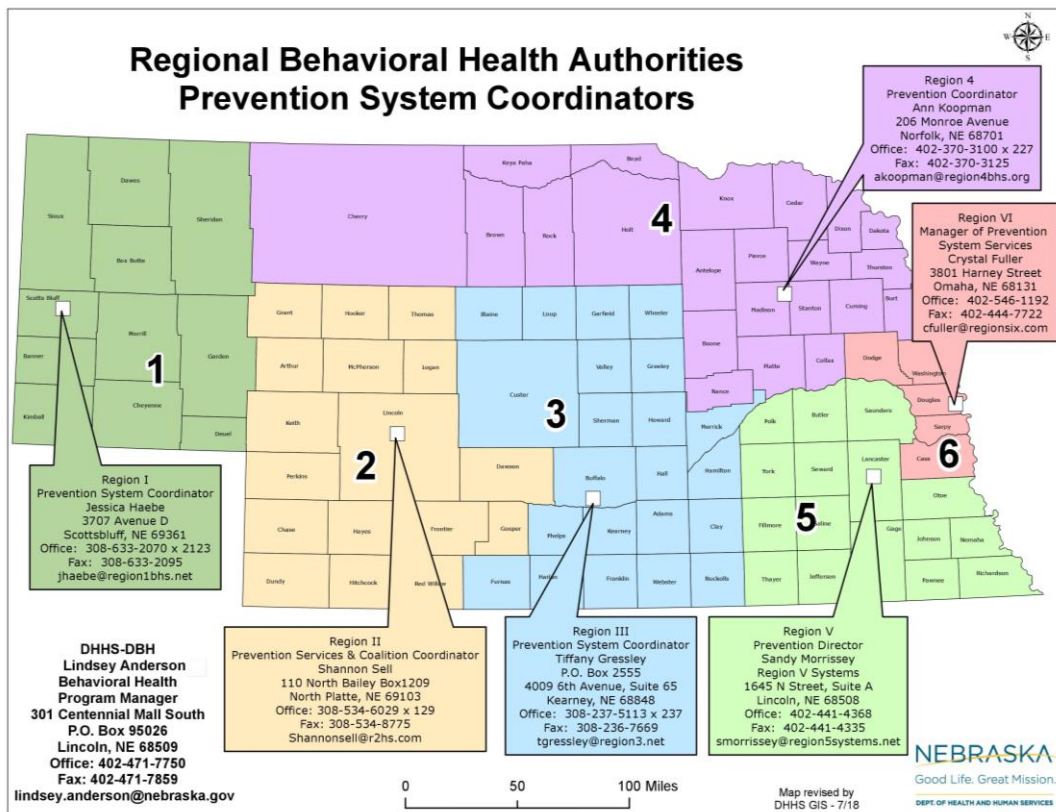 Regional Behavioral Health Authorities
Prevention System Coordinators
N
W E
S
Region 4
Prevention Coordinator
Ann Koopman
206 Monroe Avenue
Norfolk, NE 68701
Office: 402-370-3100 x 227
Fax: 402-370-3125
akoopman@region4bhs.org
Region VI
Manager of Prevention
System Services
Crystal Fuller
3801 Harney Street
Omaha, NE 68131
Office: 402-546-1192
Fax: 402-444-7722
cfuller@regionsix.com
Sioux
Dawes
Sheridan
Box Butte
Scotts Bluff
Banner
Morrill
Garden
Kimball
Cheyenne
Deuel
1
Cherry
Keya Paha
Boyd
Brown
Rock
Holt
4
Knox
Cedar
Dixon
Dakota
Antelope
Pierce
Wayne
Thurston
Madison
Stanton
Cuming
Burt
Boone
Platte
Colfax
Nance
Grant
Hooker
Thomas
Arthur
McPherson
Logan
Keith
Lincoln
Perkins
Dawson
Chase
Hayes
Frontier
Gosper
Dundy
Hitchcock
Red Willow
2
Blaine
Loup
Garfield
Wheeler
Custer
Valley
Greeley
Sherman
Howard
Merrick
Buffalo
Hall
Hamilton
Phelps
Kearney
Adams
Clay
Furnas
Harlan
Franklin
Webster
Nuckolls
3
Polk
Butler
Saunders
York
Seward
Lancaster
Otoe
Fillmore
Saline
Gage
Johnson
Nemaha
Thayer
Jefferson
Pawnee
Richardson
5
Dodge
Washington
Douglas
Sarpy
Cass
6
Region I
Prevention System Coordinator
Jessica Haebe
3707 Avenue D
Scottsbluff, NE 69361
Office: 308-633-2070 x 2123
Fax: 308-633-2095
jhaebe@region1bhs.net
Region II
Prevention Services & Coalition Coordinator
Shannon Sell
110 North Bailey Box1209
North Platte, NE 69103
Office: 308-534-6029 x 129
Fax: 308-534-8775
Shannonsell@r2hs.com
Region III
Prevention System Coordinator
Tiffany Gressley
P.O. Box 2555
4009 6th Avenue, Suite 65
Kearney, NE 68848
Office: 308-237-5113 x 237
Fax: 308-236-7669
tgressley@region3.net
Region V
Prevention Director
Sandy Morrissey
Region V Systems
1645 N Street, Suite A
Lincoln, NE 68508
Office: 402-441-4368
Fax: 402-441-4335
smorrissey@region5systems.net
DHHS-DBH
Lindsey Anderson
Behavioral Health
Program Manager
301 Centennial Mall South
P.O. Box 95026
Lincoln, NE 68509
Office: 402-471-7750
Fax: 402-471-7859
lindsey.anderson@nebraska.gov
0 50 100 Miles
Map revised by
DHHS GIS - 7/18
NEBRASKA
Good Life. Great Mission.
DEPT. OF HEALTH AND HUMAN SERVICES